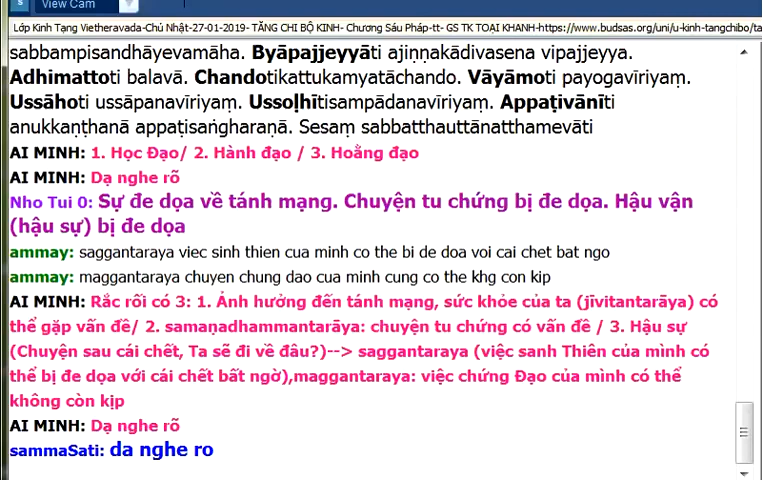 View Cam
Lớp Kinh Tạng Vietheravada-Chủ Nhật-27-01-2019- TĂNG CHI BỘ KINH- Chương Sáu Pháp-tt- GS TK TOẠI KHANH-https://www.budsas.org/uni/u-kinh-tangchibo/ta
sabbampisandhāyevamāha. Byāpajjeyyāti ajiṇṇakādivasena vipajjeyya.
Adhimattoti balavā. Chandotikattukamyatāchando. Vāyāmoti payogavīriyaṃ.
Ussāhoti ussāpanavīriyaṃ. Ussoḷhītisampādanavīriyaṃ. Appaṭivānīti
anukkaṇṭhanā appaṭisaṅgharaṇā. Sesaṃ sabbatthauttānatthamevāti
AI MINH: 1. Học Đạo/ 2. Hành đạo / 3. Hoằng đạo
AI MINH: Dạ nghe rõ
Nho Tui 0: Sự đe dọa về tánh mạng. Chuyện tu chứng bị đe dọa. Hậu vận
(hậu sự) bị đe dọa
ammay: saggantaraya viec sinh thien cua minh co the bi de doa voi cai chet bat ngo
ammay: maggantaraya chuyen chung dao cua minh cung co the khg con kip
AI MINH: Rắc rối có 3: 1. Ảnh hưởng đến tánh mạng, sức khỏe của ta (jīvitantarāya) có
thể gặp vấn đề/ 2. samaṇadhammantarāya: chuyện tu chứng có vấn đề / 3. Hậu sự
(Chuyện sau cái chết, Ta sẽ đi về đâu?)--> saggantaraya (việc sanh Thiên của mình có
thể bị đe dọa với cái chết bất ngờ),maggantaraya: việc chứng Đạo của mình có thể
không còn kịp
AI MINH: Dạ nghe rõ
sammaSati: da nghe ro